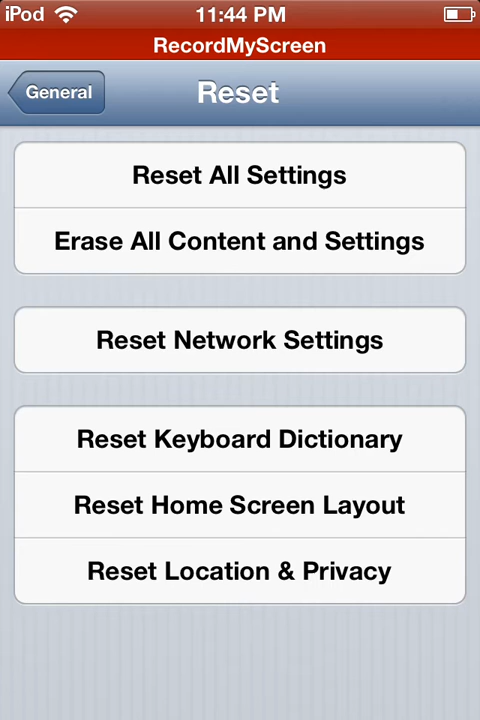 iPod 11:44 PM
RecordMyScreen
General Reset
Reset All Settings
Erase All Content and Settings
Reset Network Settings
Reset Keyboard Dictionary
Reset Home Screen Layout
Reset Location & Privacy